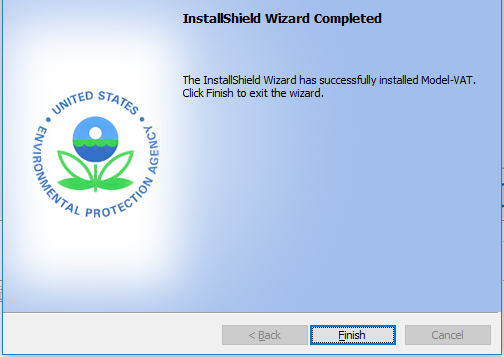 InstallShield Wizard Completed
The InstallShield Wizard has successfully installed Model-VAT.
Click Finish to exit the wizard.
UNITED STATES
• ENVIRONMENTAL PROTECTION AGENCY •
< Back
Finish
Cancel